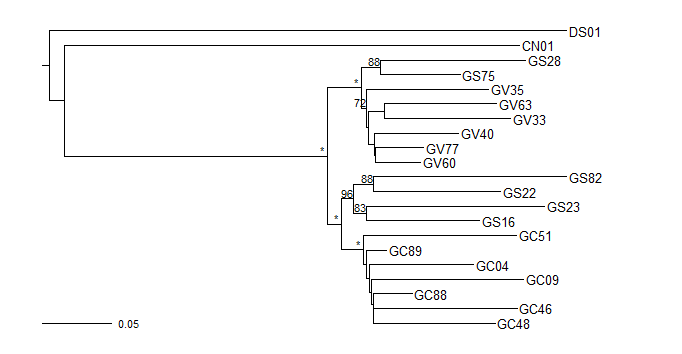 DS01
CN01
88
GS28
*
GS75
GV35
72
GV63
GV33
GV40
*
GV77
GV60
88
GS82
96
GS22
83
GS23
*
GS16
GC51
*
GC89
GC04
GC09
GC88
GC46
0.05
GC48